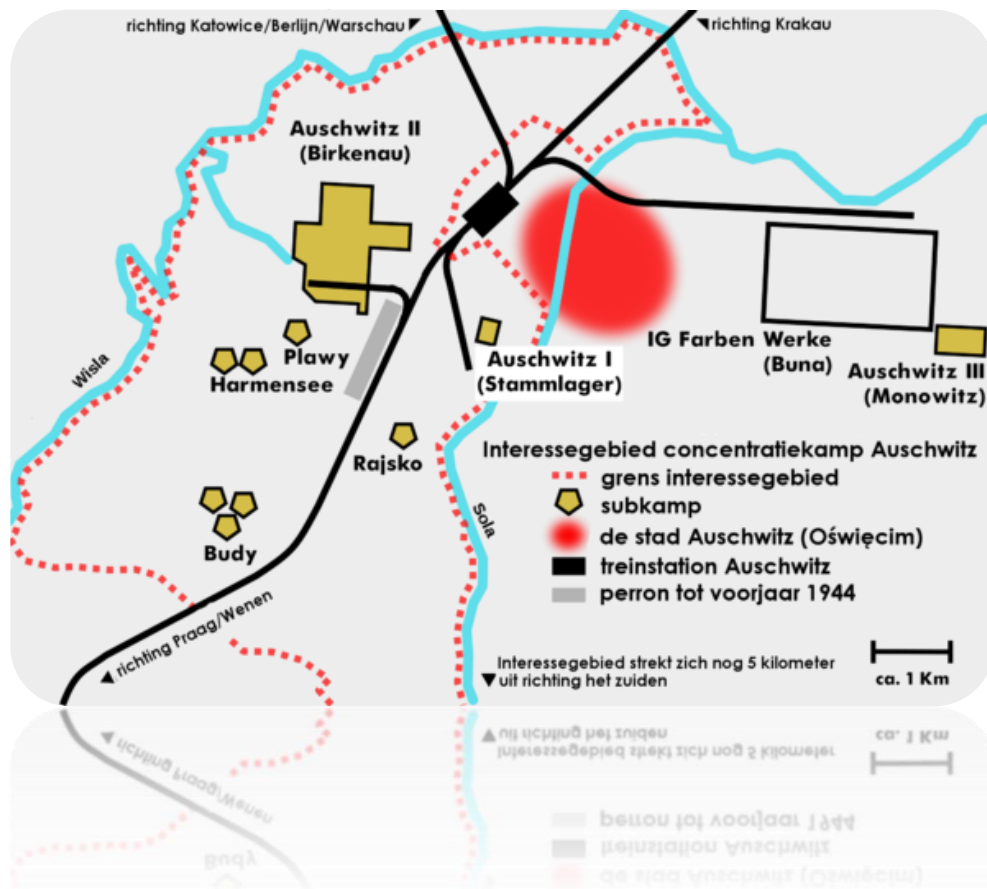 richting Katowice/Berlijn/Warschau
richting Krakau
Auschwitz II
(Birkenau)
IG Farben Werke
(Buna)
Auschwitz III
(Monowitz)
Auschwitz I
(Stammlager)
Plawy
Harmensee
Wisla
Rajsko
Budy
Sola
richting Praag/Wenen
Interessegebied concentratiekamp Auschwitz
grens interessegebied
subkamp
de stad Auschwitz (Oświęcim)
treinstation Auschwitz
perron tot voorjaar 1944
Interessegebied strekt zich nog 5 kilometer
uit richting het zuiden
ca. 1 Km